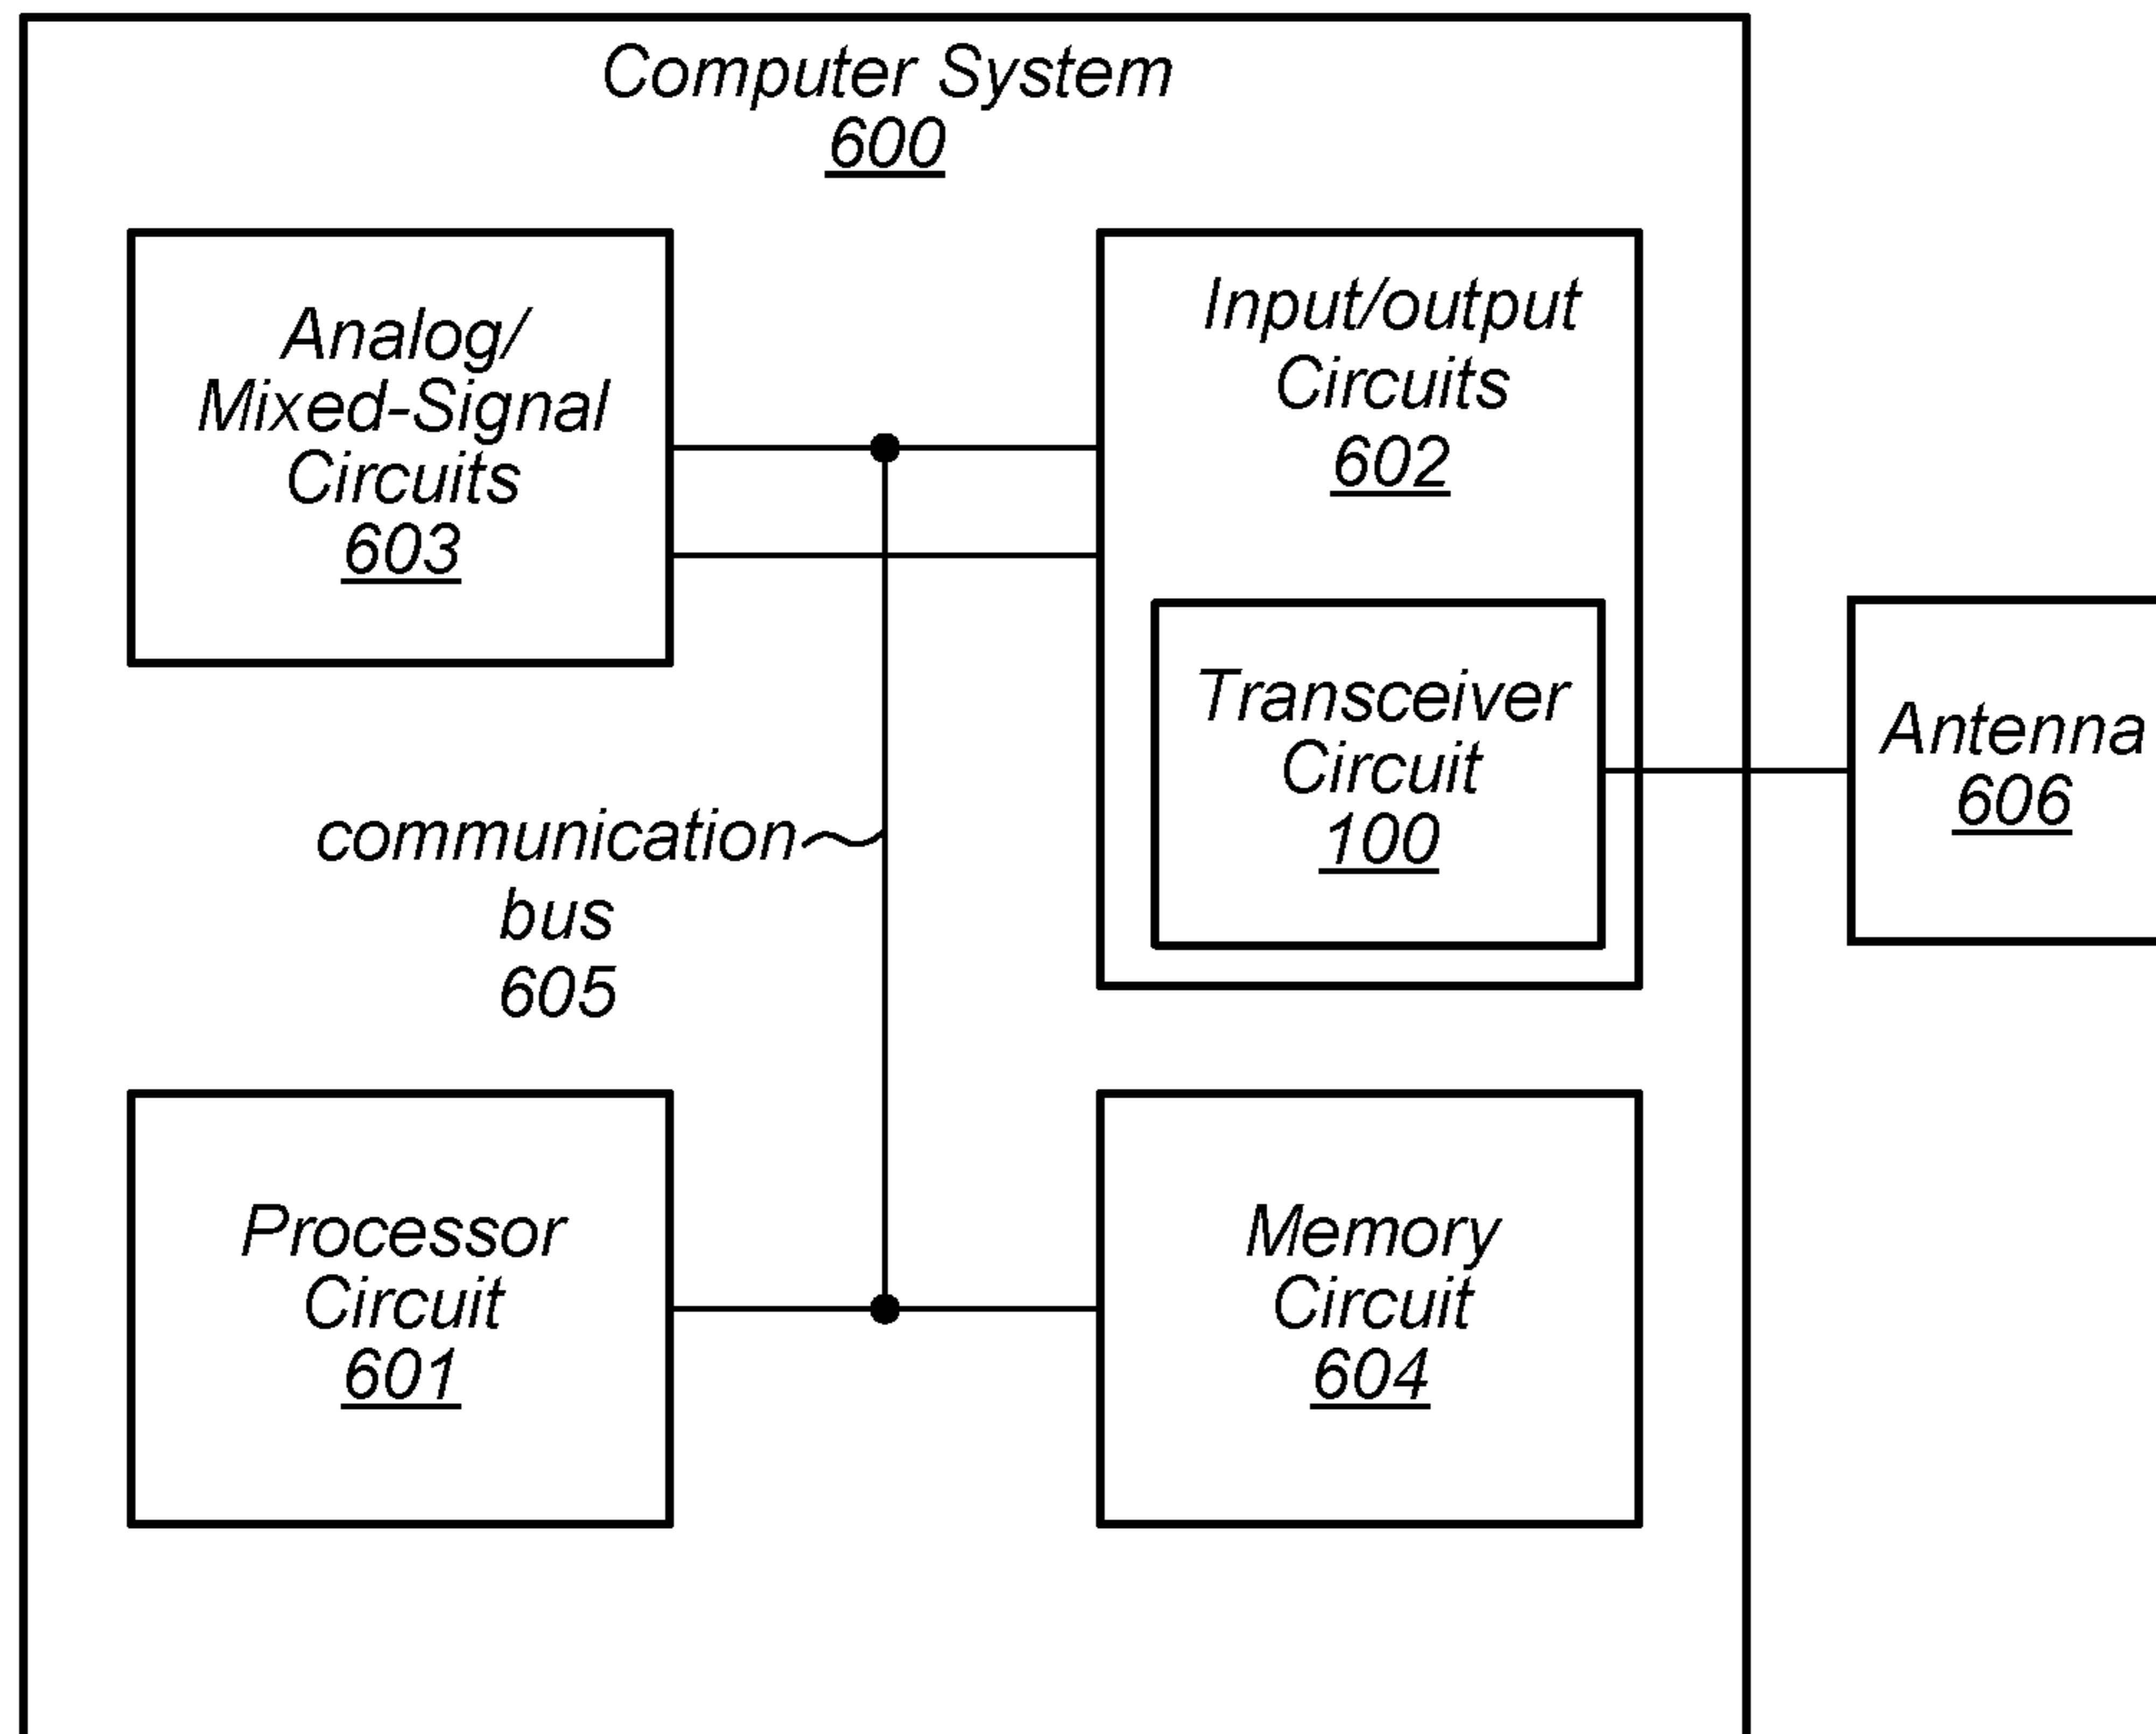 Computer System
600
Analog/
Mixed-Signal
Circuits
603
Input/output
Circuits
602
Transceiver
Circuit
100
Antenna
606
communication
bus
605
Processor
Circuit
601
Memory
Circuit
604